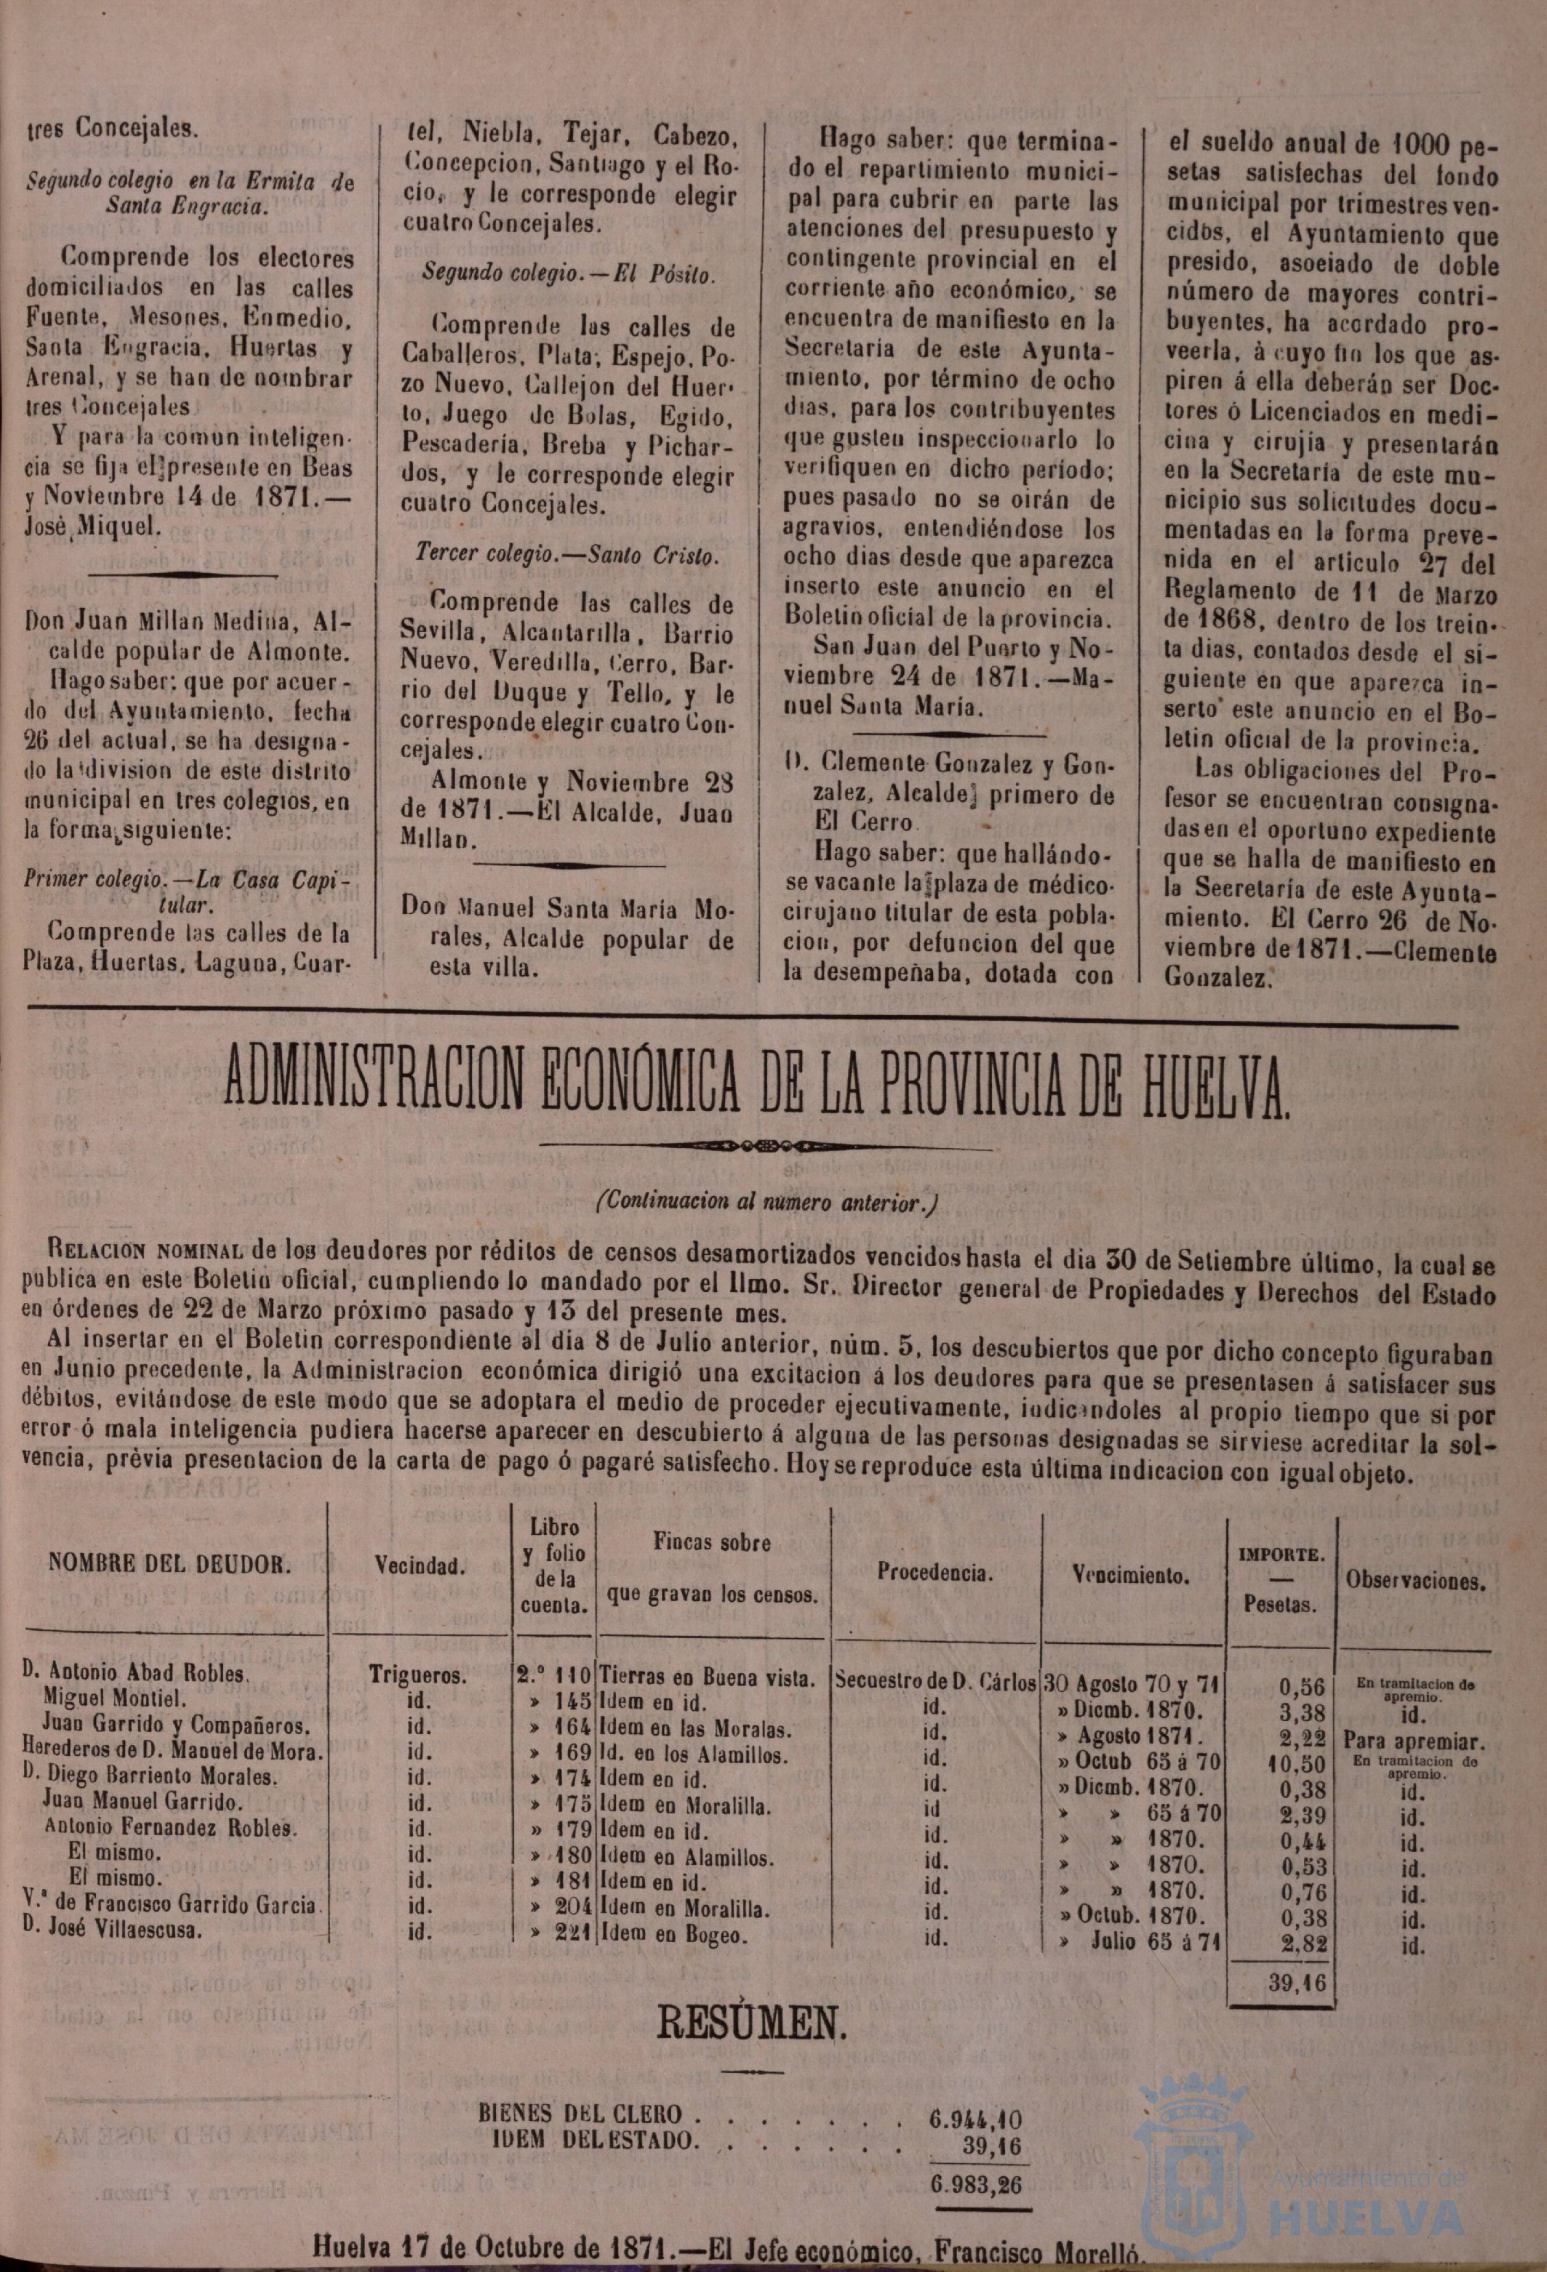 tres Concejales.
Segundo colegio en la Ermita de
Santa Engracia.
Comprende los electores
domiciliados en las calles
Fuente, Mesones, Enmedio,
Santa Engracia, Huertas y
Arenal, y se han de nombrar
tres Concejales
Y para la comun inteligen-
cia se fija el presente en Beas
y Noviembre 14 de 1871.—
José Miquel.
Don Juan Millan Medina, Al-
calde popular de Almonte.
Hago saber: que por acuer-
do del Ayuntamiento, fecha
26 del actual, se ha designa-
do la division de este distrito
municipal en tres colegios, en
la forma siguiente:
Primer colegio.—La Casa Capi-
tular.
Comprende las calles de la
Plaza, Huertas, Laguna, Cuar-
tel, Niebla, Tejar, Cabezo,
Concepcion, Santiago y el Ro-
cio, y le corresponde elegir
cuatro Concejales.
Segundo colegio.—El Pósito.
Comprende las calles de
Caballeros, Plata, Espejo, Po-
zo Nuevo, Callejon del Huer-
to, Juego de Bolas, Egido,
Pescadería, Breba y Pichar-
dos, y le corresponde elegir
cuatro Concejales.
Tercer colegio.—Santo Cristo.
Comprende las calles de
Sevilla, Alcantarilla, Barrio
Nuevo, Veredilla, Cerro, Bar-
rio del Duque y Tello, y le
corresponde elegir cuatro Con-
cejales.
Almonte y Noviembre 28
de 1871.—El Alcalde, Juan
Millan.
Don Manuel Santa María Mo-
rales, Alcalde popular de
esta villa.
Hago saber: que termina-
do el repartimiento munici-
pal para cubrir en parte las
atenciones del presupuesto y
contingente provincial en el
corriente año económico, se
encuentra de manifiesto en la
Secretaría de este Ayunta-
miento, por término de ocho
dias, para los contribuyentes
que gusten inspeccionarlo lo
verifiquen en dicho período;
pues pasado no se oirán de
agravios, entendiéndose los
ocho dias desde que aparezca
inserto este anuncio en el
Boletin oficial de la provincia.
San Juan del Puerto y No-
viembre 24 de 1871.—Ma-
nuel Santa María.
D. Clemente Gonzalez y Gon-
zalez, Alcalde primero de
El Cerro.
Hago saber: que hallándo-
se vacante la plaza de médico-
cirujano titular de esta pobla-
cion, por defuncion del que
la desempeñaba, dotada con
el sueldo anual de 1000 pe-
setas satisfechas del fondo
municipal por trimestres ven-
cidos, el Ayuntamiento que
presido, asociado de doble
número de mayores contri-
buyentes, ha acordado pro-
veerla, à cuyo fin los que as-
piren á ella deberán ser Doc-
tores ó Licenciados en medi-
cina y cirujía y presentarán
en la Secretaría de este mu-
nicipio sus solicitudes docu-
mentadas en la forma preve-
nida en el artículo 27 del
Reglamento de 11 de Marzo
de 1868, dentro de los trein-
ta dias, contados desde el si-
guiente en que aparezca in-
serto este anuncio en el Bo-
letin oficial de la provincia.
Las obligaciones del Pro-
fesor se encuentran consigna-
das en el oportuno expediente
que se halla de manifiesto en
la Secretaría de este Ayunta-
miento. El Cerro 26 de No-
viembre de 1871.—Clemente
Gonzalez.
ADMINISTRACION ECONÓMICA DE LA PROVINCIA DE HUELVA.
(Continuacion al número anterior.)
RELACION NOMINAL de los deudores por réditos de censos desamortizados vencidos hasta el dia 30 de Setiembre último, la cual se
publica en este Boletin oficial, cumpliendo lo mandado por el Ilmo. Sr. Director general de Propiedades y Derechos del Estado
en órdenes de 22 de Marzo próximo pasado y 13 del presente mes.
Al insertar en el Boletin correspondiente al dia 8 de Julio anterior, núm. 5, los descubiertos que por dicho concepto figuraban
en Junio precedente, la Administracion económica dirigió una excitacion á los deudores para que se presentasen á satisfacer sus
débitos, evitándose de este modo que se adoptara el medio de proceder ejecutivamente, indicándoles al propio tiempo que si por
error ó mala inteligencia pudiera hacerse aparecer en descubierto á alguna de las personas designadas se sirviese acreditar la sol-
vencia, prèvia presentacion de la carta de pago ó pagaré satisfecho. Hoy se reproduce esta última indicacion con igual objeto.
NOMBRE DEL DEUDOR. Vecindad. Libro y folio de la cuenta. Fincas sobre que gravan los censos. Procedencia. Vencimiento. IMPORTE. — Pesetas. Observaciones.
D. Antonio Abad Robles. Trigueros. 2.º 110 Tierras en Buena vista. Secuestro de D. Cárlos 30 Agosto 70 y 71 0,56 En tramitacion de apremio.
Miguel Montiel. id. » 145 Idem en id. id. » Dicmb. 1870. 3,38 id.
Juan Garrido y Compañeros. id. » 164 Idem en las Moralas. id. » Agosto 1871. 2,22 Para apremiar.
Herederos de D. Manuel de Mora. id. » 169 Id. en los Alamillos. id. » Octub 65 á 70 10,50 En tramitacion de apremio.
D. Diego Barriento Morales. id. » 174 Idem en id. id. » Dicmb. 1870. 0,38 id.
Juan Manuel Garrido. id. » 175 Idem en Moralilla. id » » 65 á 70 2,39 id.
Antonio Fernandez Robles. id. » 179 Idem en id. id. » » 1870. 0,44 id.
El mismo. id. » 180 Idem en Alamillos. id. » » 1870. 0,53 id.
El mismo. id. » 181 Idem en id. id. » » 1870. 0,76 id.
V.ª de Francisco Garrido Garcia. id. » 204 Idem en Moralilla. id. » Octub. 1870. 0,38 id.
D. José Villaescusa. id. » 221 Idem en Bogeo. id. » Julio 65 á 71 2,82 id.
39,16
RESÚMEN.
BIENES DEL CLERO . . . . . . . 6.944,10
IDEM DEL ESTADO. . . . . . . 39,16
6.983,26
Huelva 17 de Octubre de 1871.—El Jefe económico, Francisco Morelló.
Ayuntamiento de
HUELVA